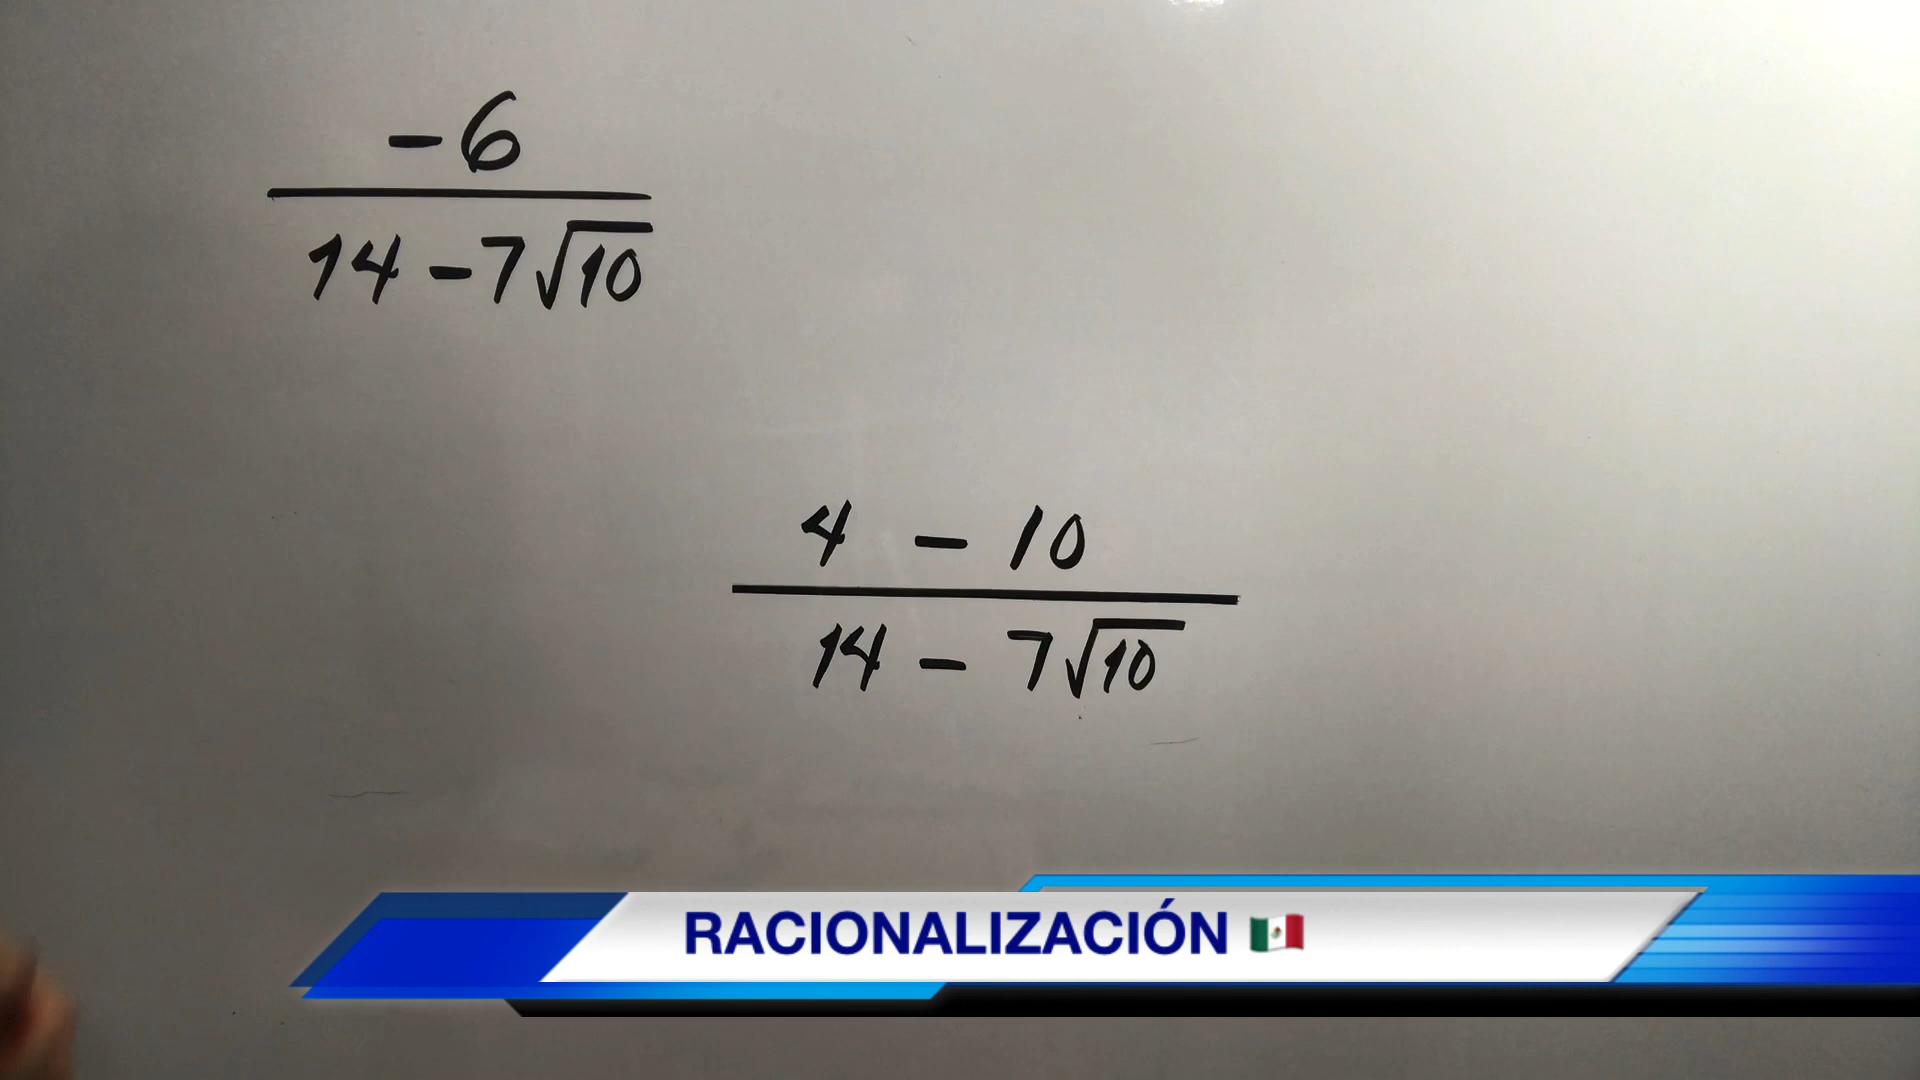 -6
14 - 7√10
4 - 10
14 - 7√10
RACIONALIZACIÓN 🇲🇽